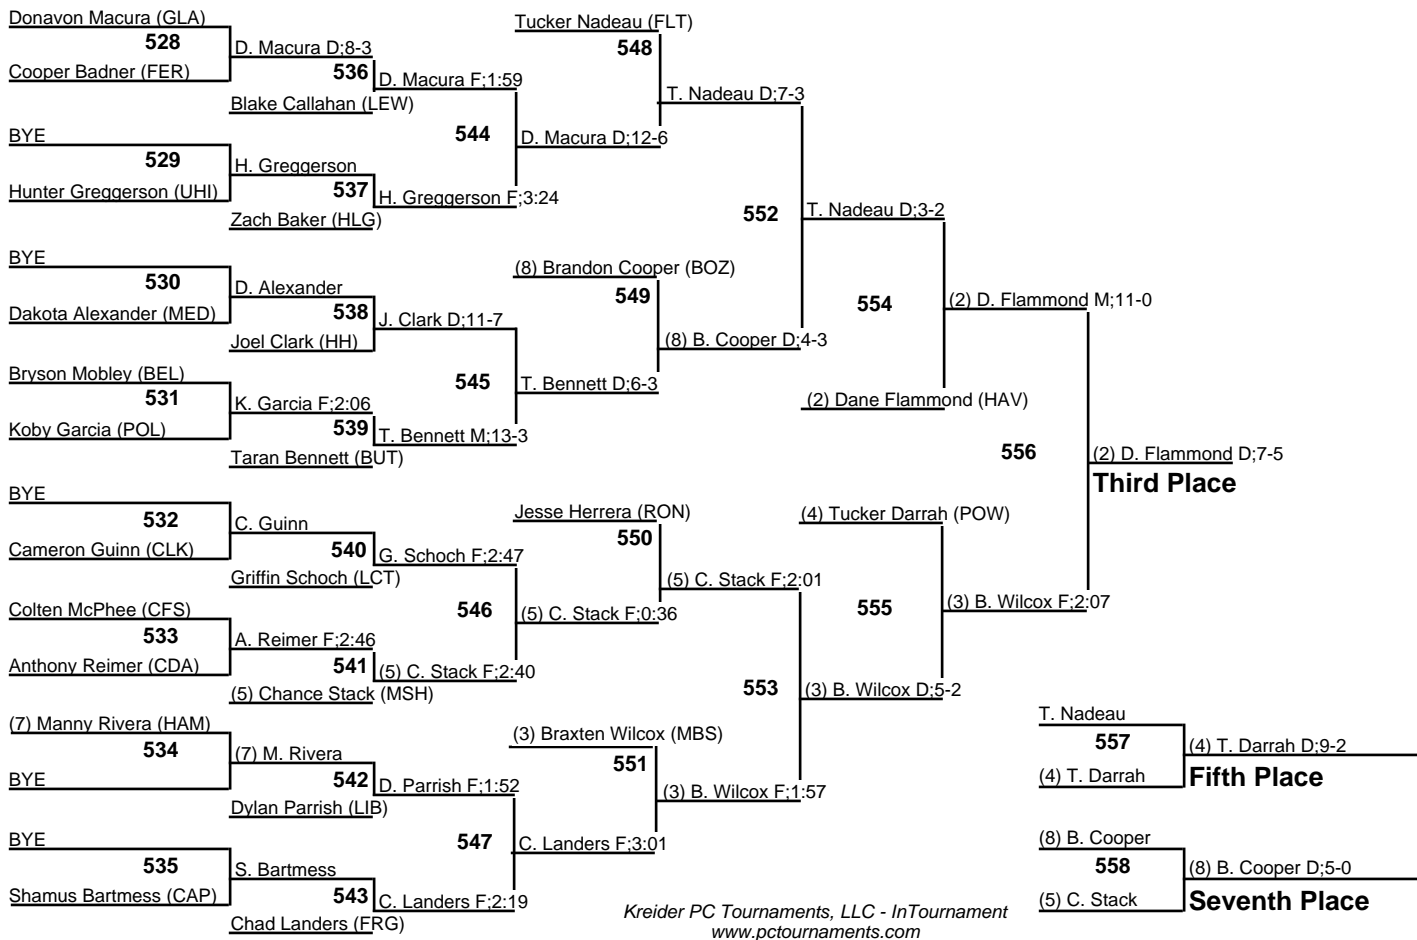 Donavon Macura (GLA)
528
Cooper Badner (FER)
D. Macura D;8-3
536
Blake Callahan (LEW)
D. Macura F;1:59
BYE
529
Hunter Greggerson (UHI)
H. Greggerson
537
Zach Baker (HLG)
H. Greggerson F;3:24
544
D. Macura D;12-6
Tucker Nadeau (FLT)
548
T. Nadeau D;7-3
BYE
530
Dakota Alexander (MED)
D. Alexander
538
Joel Clark (HH)
J. Clark D;11-7
Bryson Mobley (BEL)
531
Koby Garcia (POL)
K. Garcia F;2:06
539
Taran Bennett (BUT)
T. Bennett M;13-3
545
T. Bennett D;6-3
(8) Brandon Cooper (BOZ)
549
(8) B. Cooper D;4-3
552
T. Nadeau D;3-2
554
(2) Dane Flammond (HAV)
(2) D. Flammond M;11-0
BYE
532
Cameron Guinn (CLK)
C. Guinn
540
Griffin Schoch (LCT)
G. Schoch F;2:47
Colten McPhee (CFS)
533
Anthony Reimer (CDA)
A. Reimer F;2:46
541
(5) Chance Stack (MSH)
(5) C. Stack F;2:40
546
(5) C. Stack F;0:36
Jesse Herrera (RON)
550
(5) C. Stack F;2:01
(7) Manny Rivera (HAM)
534
BYE
(7) M. Rivera
542
Dylan Parrish (LIB)
D. Parrish F;1:52
BYE
535
Shamus Bartmess (CAP)
S. Bartmess
543
Chad Landers (FRG)
C. Landers F;2:19
547
C. Landers F;3:01
(3) Braxten Wilcox (MBS)
551
(3) B. Wilcox F;1:57
553
(3) B. Wilcox D;5-2
(4) Tucker Darrah (POW)
555
(3) B. Wilcox F;2:07
556
(2) D. Flammond D;7-5
Third Place
T. Nadeau
557
(4) T. Darrah
(4) T. Darrah D;9-2
Fifth Place
(8) B. Cooper
558
(5) C. Stack
(8) B. Cooper D;5-0
Seventh Place
Kreider PC Tournaments, LLC - InTournament
www.pctournaments.com